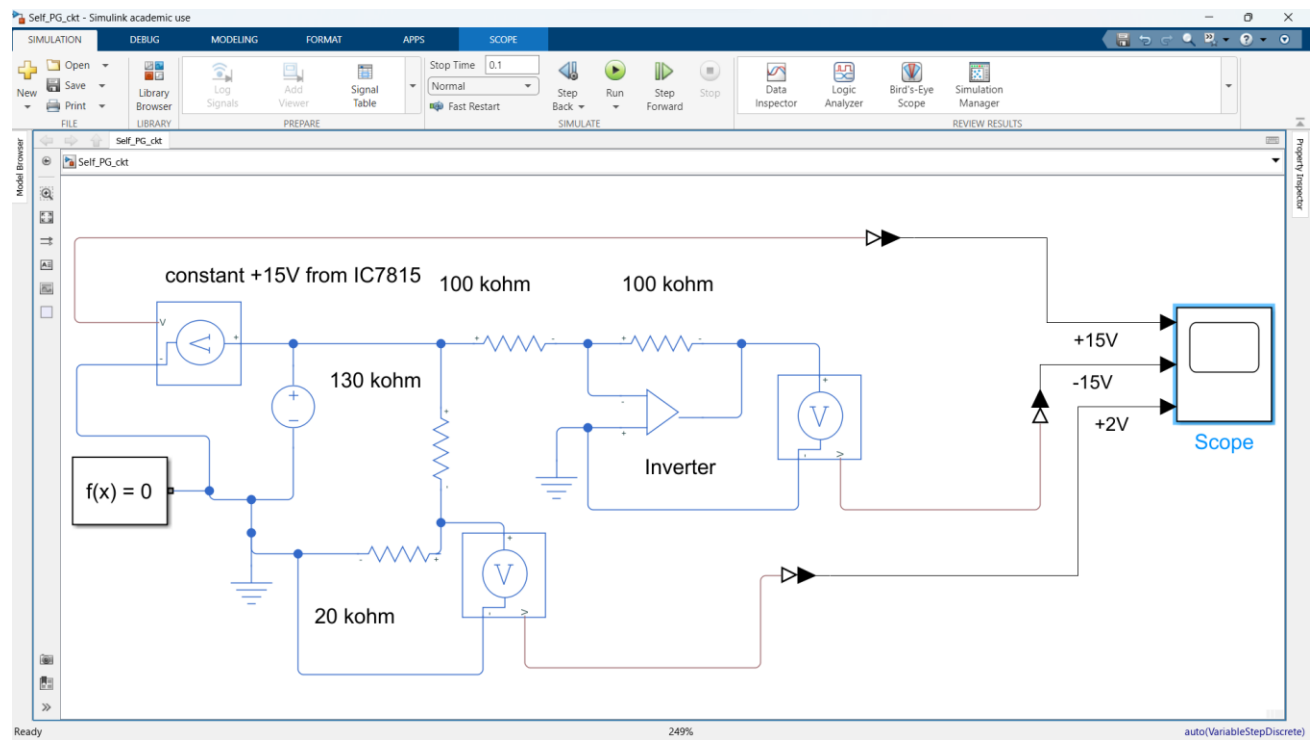 Self_PG_ckt - Simulink academic use
SIMULATION DEBUG MODELING FORMAT APPS SCOPE
New
Open
Save
Print
FILE
Library Browser
LIBRARY
Log Signals
Add Viewer
Signal Table
PREPARE
Stop Time 0.1
Normal
Fast Restart
Step Back
Run
Step Forward
Stop
SIMULATE
Data Inspector
Logic Analyzer
Bird's-Eye Scope
Simulation Manager
REVIEW RESULTS
Model Browser
Self_PG_ckt
Self_PG_ckt
Property Inspector
constant +15V from IC7815
100 kohm
100 kohm
V
V
+15V
130 kohm
-15V
V
V
+2V
Scope
Inverter
f(x) = 0
V
V
20 kohm
Ready
249%
auto(VariableStepDiscrete)